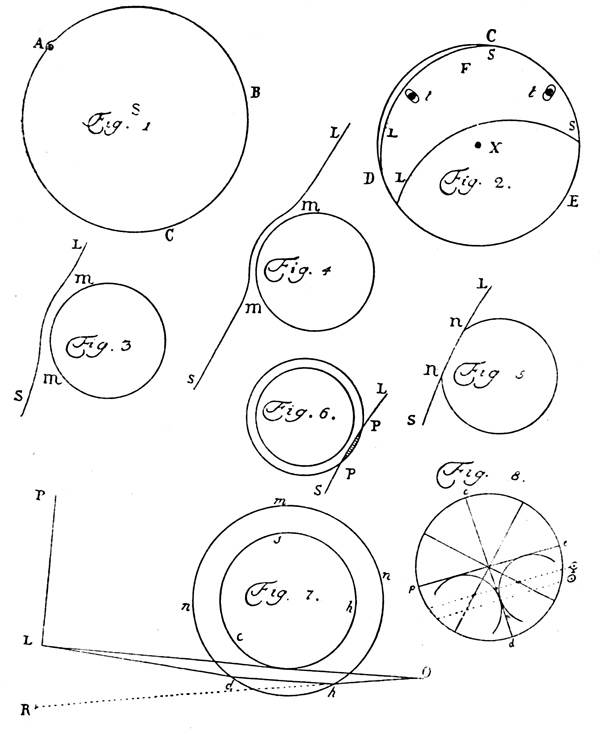 A
B
S
Fig. 1
C
C
S
F
t
t
L
S
X
L
D
E
Fig. 2.
L
m
Fig. 4
m
s
L
m
Fig. 3
m
S
L
n
Fig. 5
n
S
Fig. 6.
L
P
P
S
Fig. 8.
c
e
p
d
P
m
s
n
n
Fig. 7.
h
c
L
d
h
O
R